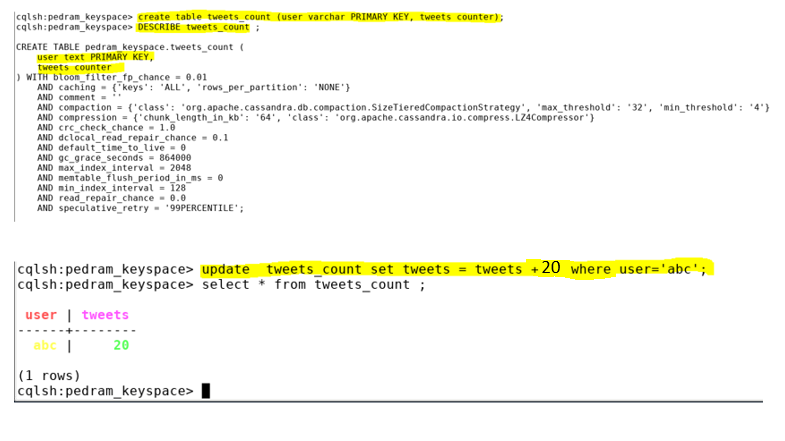 cqlsh:pedram_keyspace> create table tweets_count (user varchar PRIMARY KEY, tweets counter);
cqlsh:pedram_keyspace> DESCRIBE tweets_count ;
CREATE TABLE pedram_keyspace.tweets_count (
    user text PRIMARY KEY,
    tweets counter
) WITH bloom_filter_fp_chance = 0.01
    AND caching = {'keys': 'ALL', 'rows_per_partition': 'NONE'}
    AND comment = ''
    AND compaction = {'class': 'org.apache.cassandra.db.compaction.SizeTieredCompactionStrategy', 'max_threshold': '32', 'min_threshold': '4'}
    AND compression = {'chunk_length_in_kb': '64', 'class': 'org.apache.cassandra.io.compress.LZ4Compressor'}
    AND crc_check_chance = 1.0
    AND dclocal_read_repair_chance = 0.1
    AND default_time_to_live = 0
    AND gc_grace_seconds = 864000
    AND max_index_interval = 2048
    AND memtable_flush_period_in_ms = 0
    AND min_index_interval = 128
    AND read_repair_chance = 0.0
    AND speculative_retry = '99PERCENTILE';
cqlsh:pedram_keyspace> update  tweets_count set tweets = tweets +20 where user='abc';
cqlsh:pedram_keyspace> select * from tweets_count ;
 user | tweets
------+--------
  abc |     20
(1 rows)
cqlsh:pedram_keyspace>